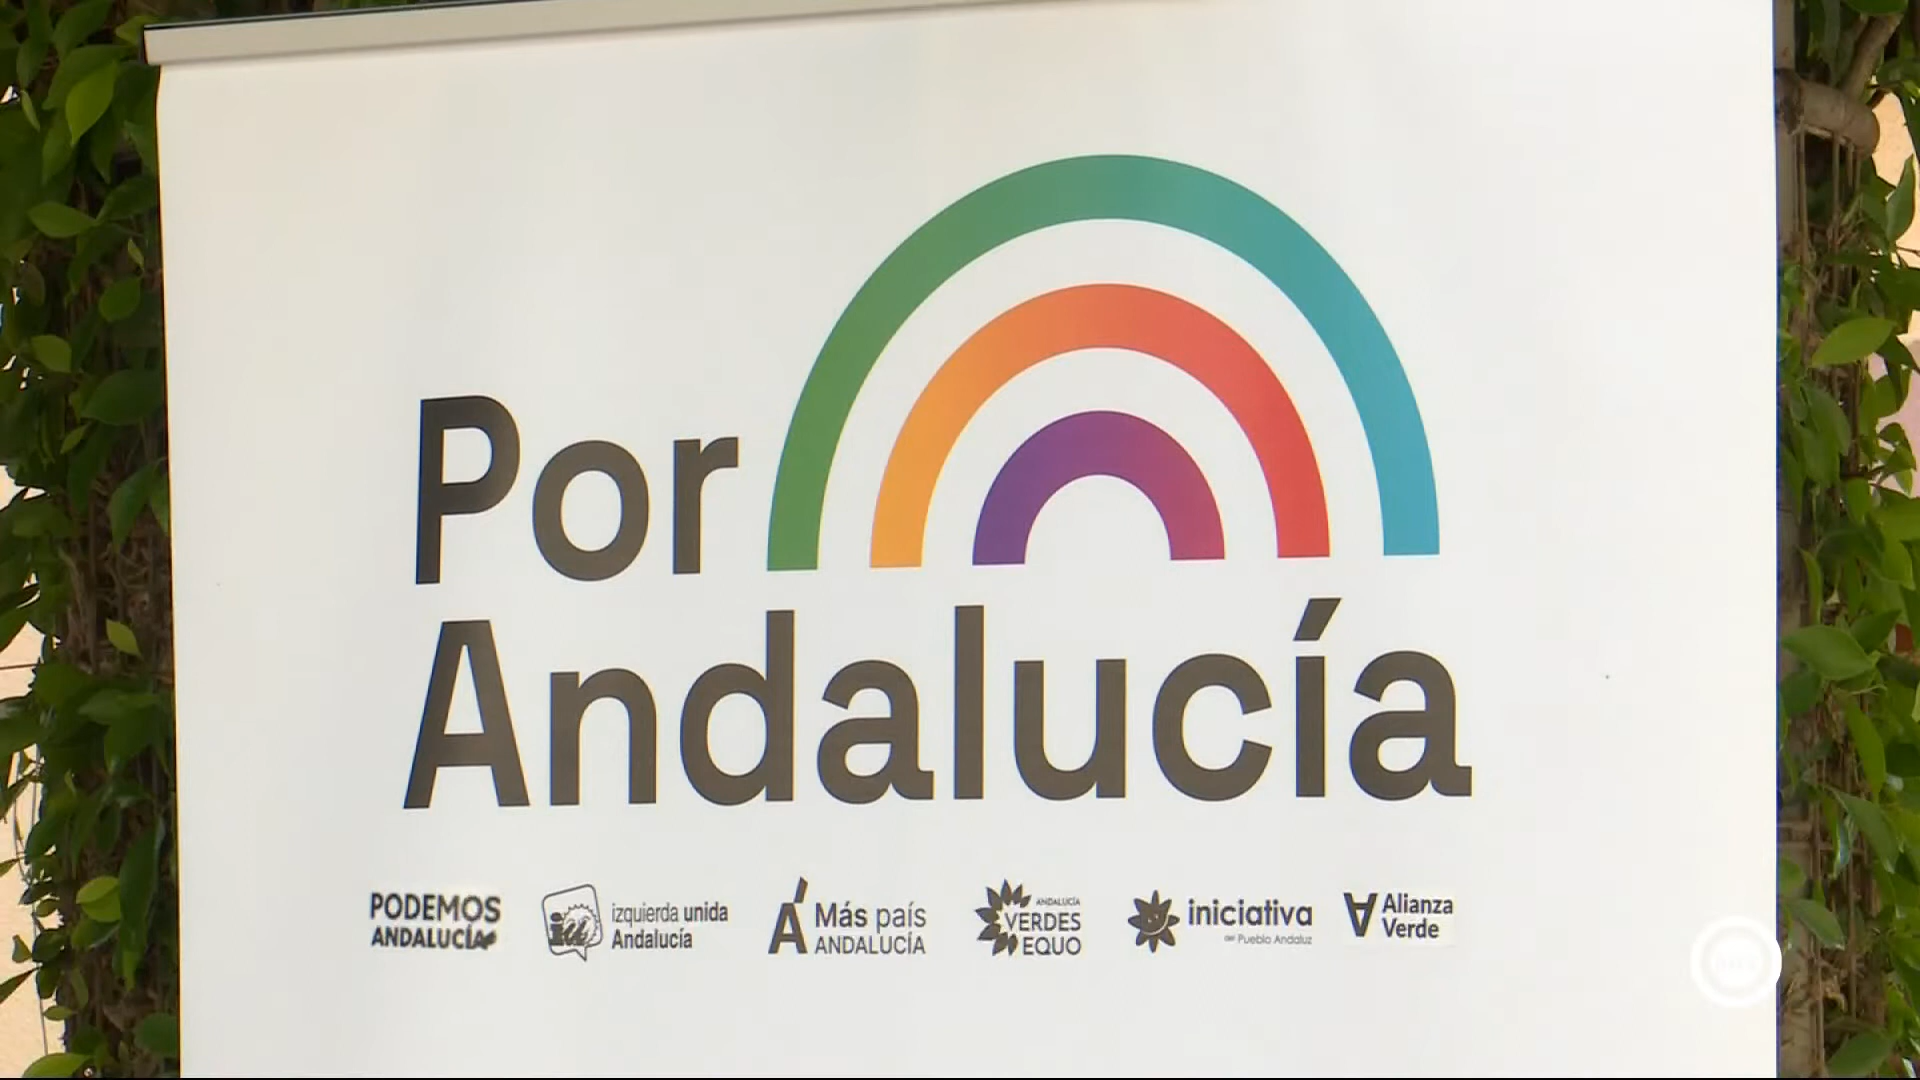 Por
Andalucía
PODEMOS
ANDALUCÍA
iu
izquierda unida
Andalucía
Más país
ANDALUCÍA
ANDALUCÍA
VERDES
EQUO
iniciativa
del Pueblo Andaluz
Alianza
Verde